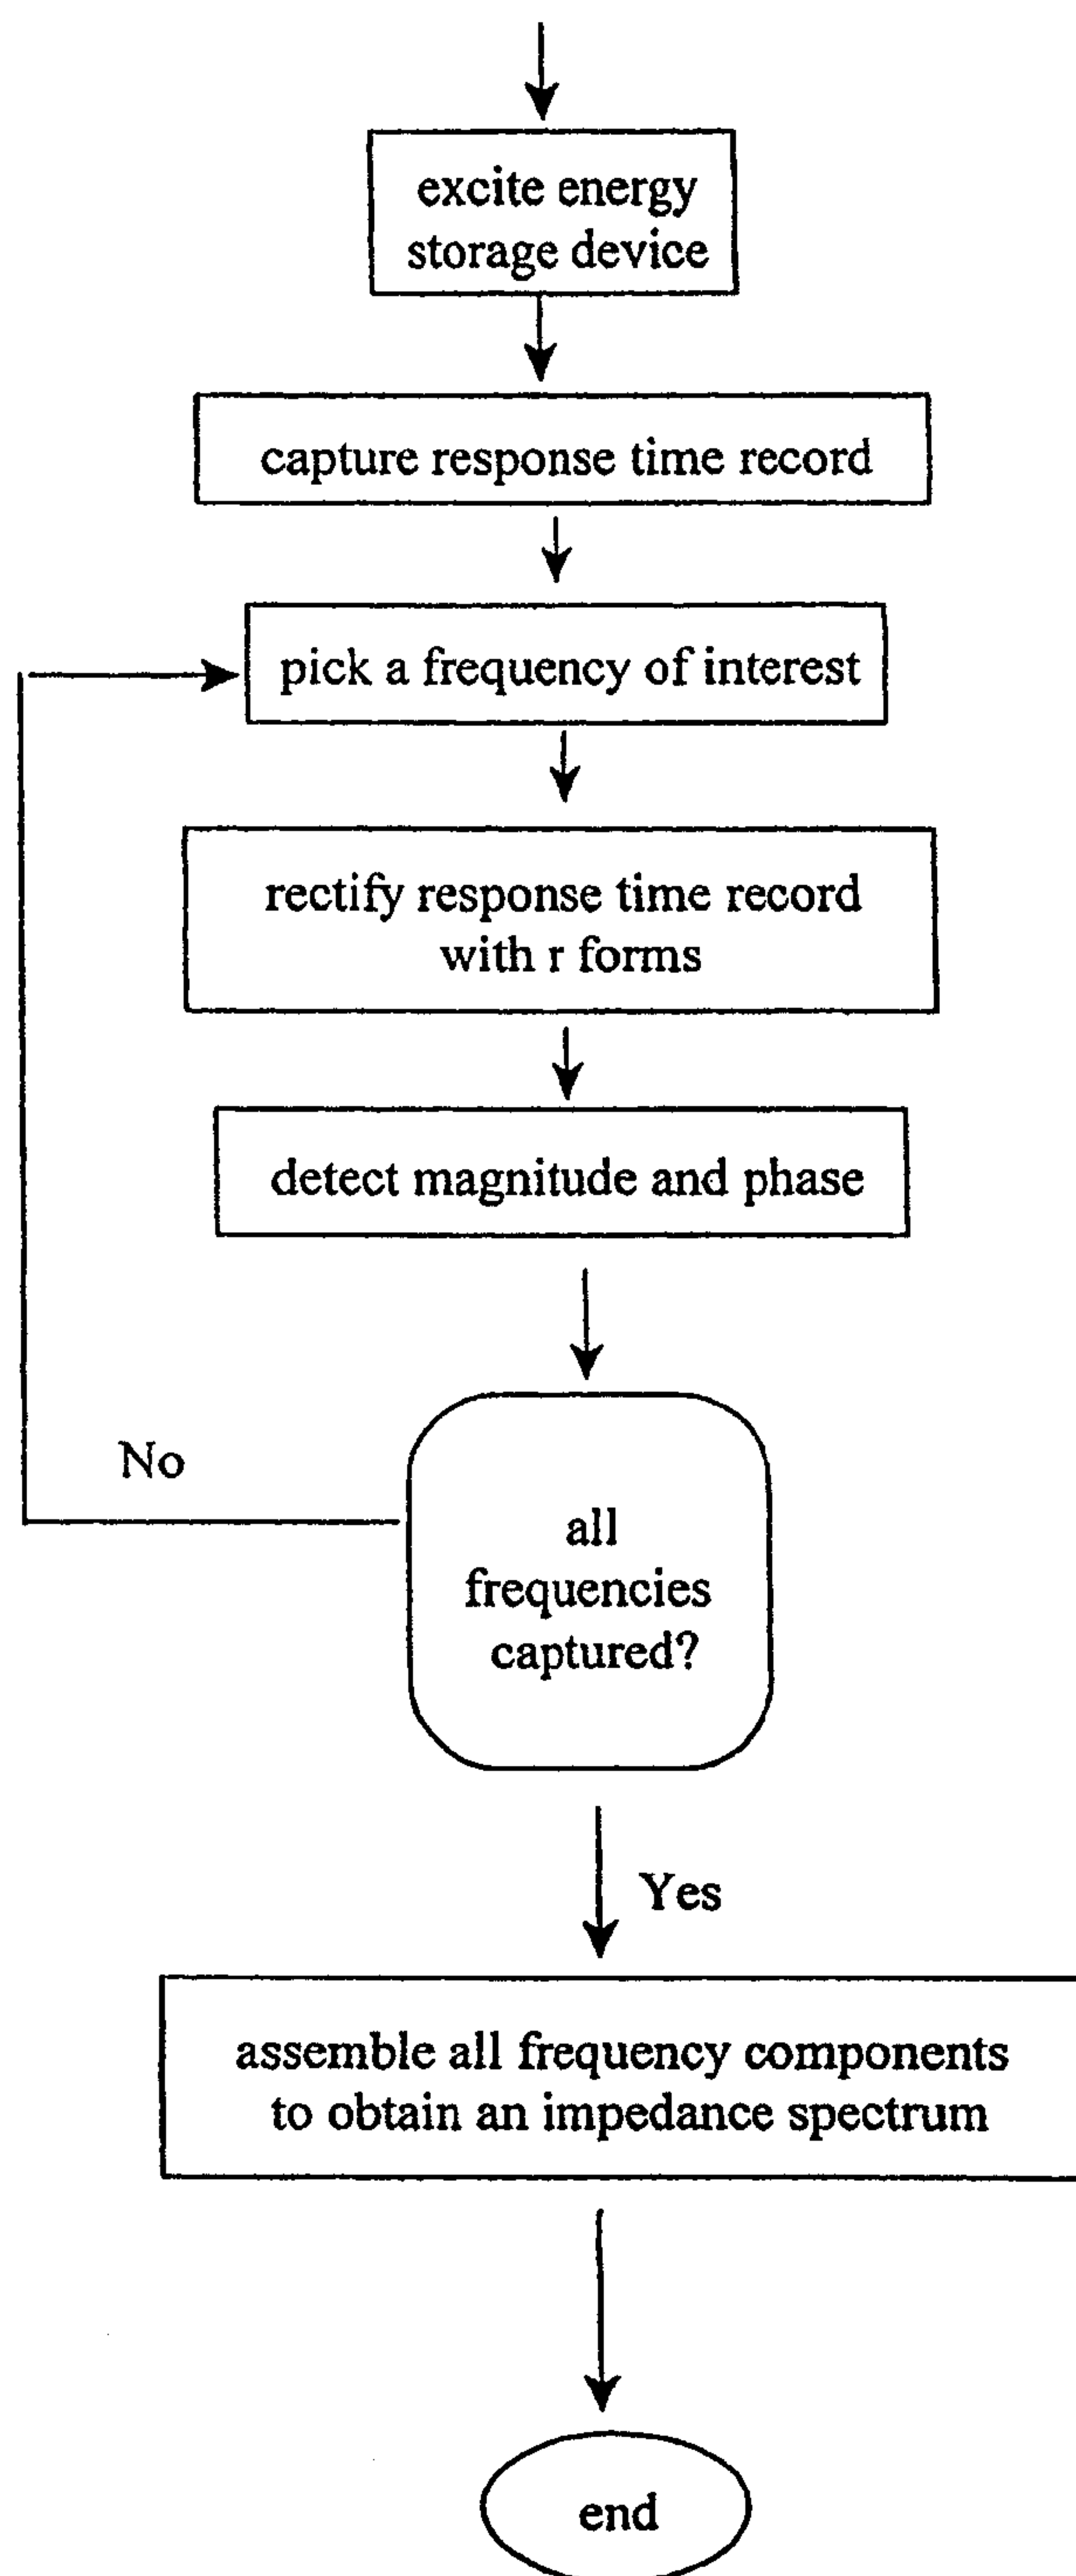 excite energy
storage device
capture response time record
pick a frequency of interest
rectify response time record
with r forms
detect magnitude and phase
No
all
frequencies
captured?
Yes
assemble all frequency components
to obtain an impedance spectrum
end